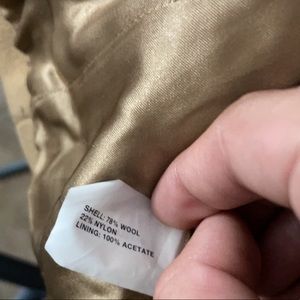 SHELL: 78% WOOL
22% NYLON
LINING: 100% ACETATE